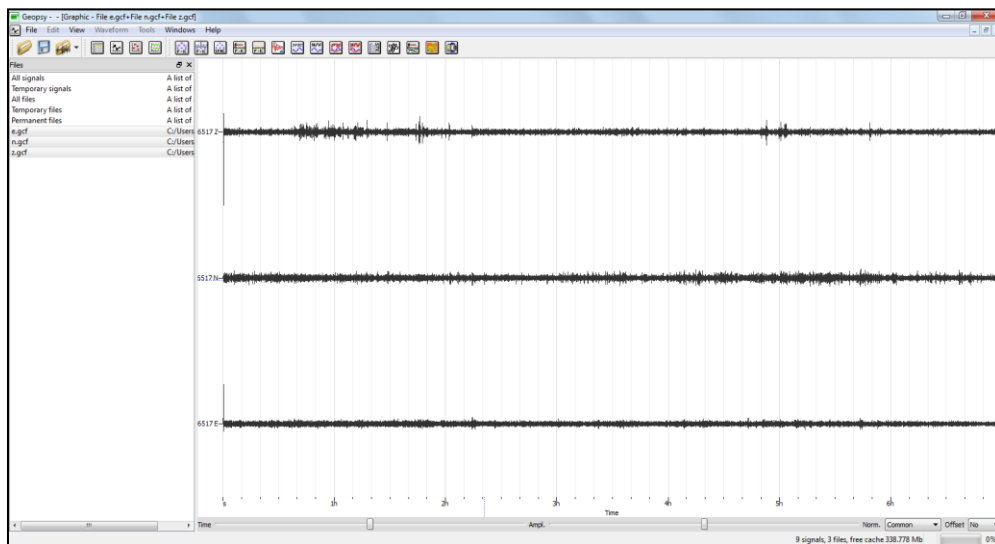 Geopsy - - [Graphic - File e.gcf+File n.gcf+File z.gcf]
File Edit View Waveform Tools Windows Help
Files
All signals A list of
Temporary signals A list of
All files A list of
Temporary files A list of
Permanent files A list of
e.gcf C:/Users
n.gcf C:/Users
z.gcf C:/Users
6517 Z
5517 N
6517 E
s 1h 2h 3h 4h 5h 6h
Time
Time Ampl. Norm. Common Offset No
9 signals, 3 files, free cache 338.778 Mb 0%